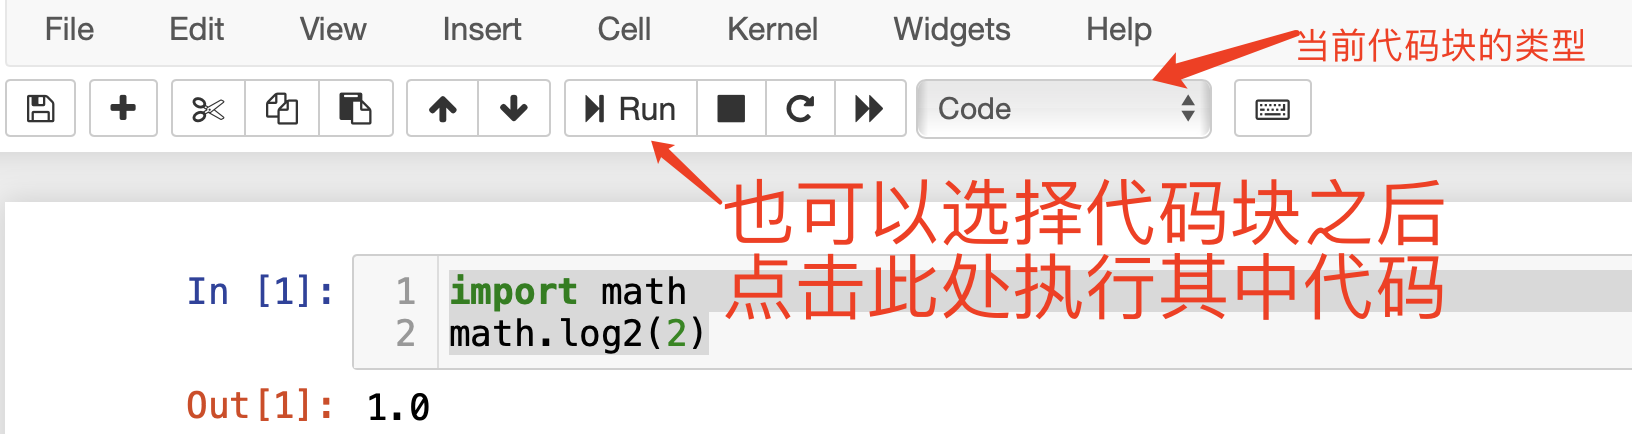 File Edit View Insert Cell Kernel Widgets Help
当前代码块的类型
Run Code
也可以选择代码块之后
点击此处执行其中代码
In [1]: 1 import math
2 math.log2(2)
Out[1]: 1.0